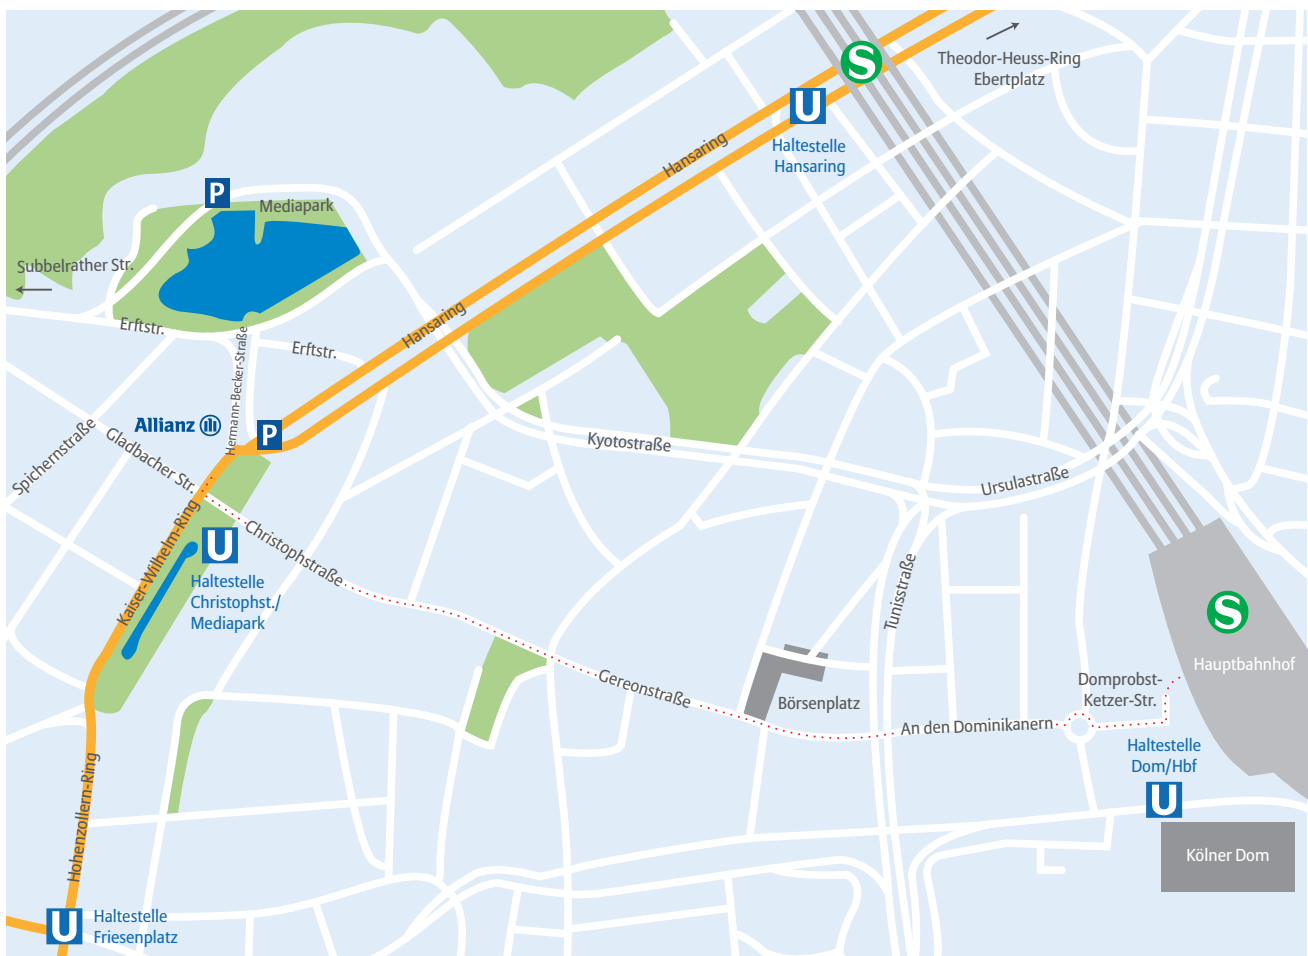 Theodor-Heuss-Ring
Ebertplatz
S
U
Haltestelle
Hansaring
Hansaring
P
Mediapark
Subbelrather Str.
Erftstr.
Erftstr.
Hansaring
Hermann-Becker-Straße
Allianz
P
Spichernstraße
Gladbacher Str.
Kyotostraße
Ursulastraße
Kaiser-Wilhelm-Ring
Christophstraße
U
Haltestelle
Christophst./
Mediapark
Tunisstraße
S
Hauptbahnhof
Gereonstraße
Börsenplatz
Domprobst-
Ketzer-Str.
An den Dominikanern
Haltestelle
Dom/Hbf
U
Kölner Dom
Hohenzollern-Ring
U
Haltestelle
Friesenplatz